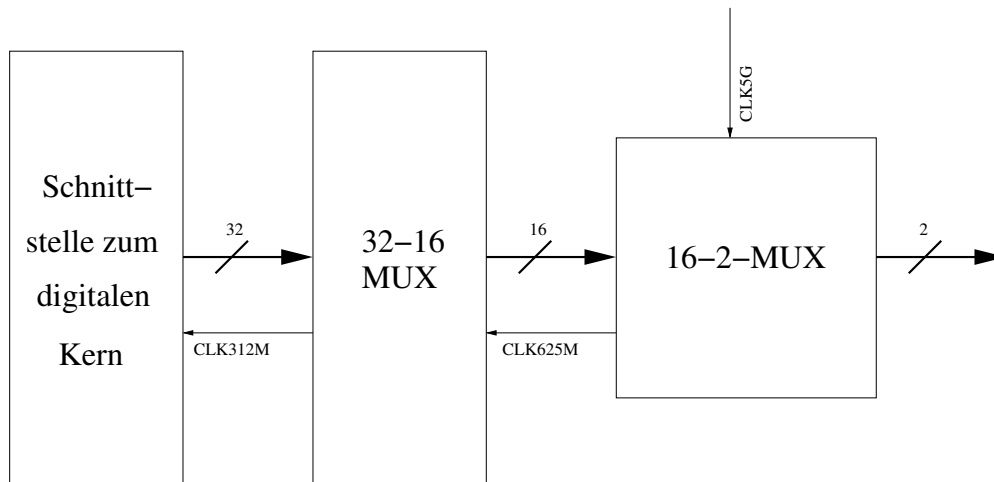 Schnitt–
stelle zum
digitalen
Kern
32
CLK312M
32–16
MUX
16
CLK625M
CLK5G
16–2–MUX
2